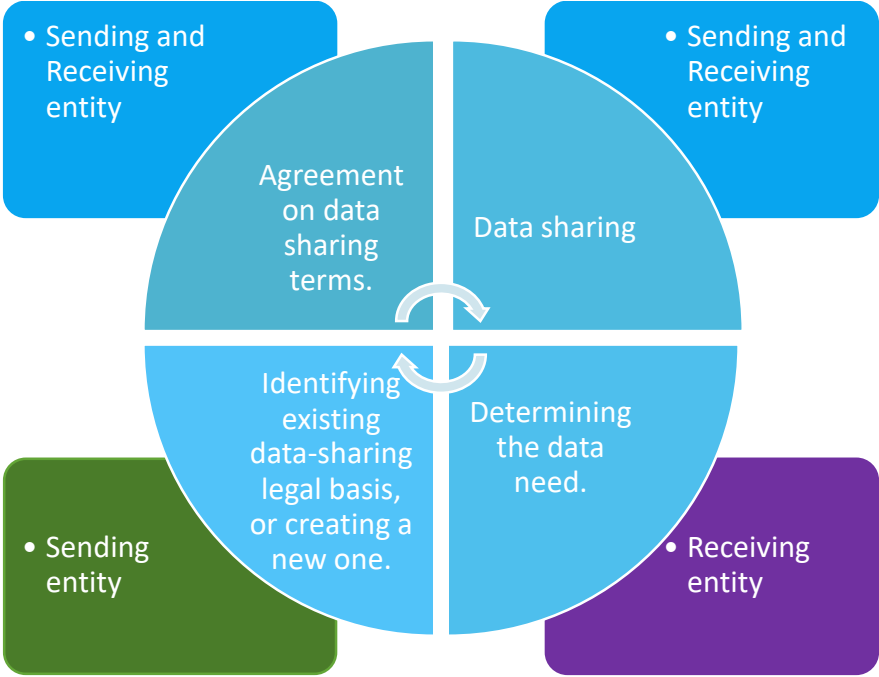 • Sending and
Receiving
entity
• Sending and
Receiving
entity
Agreement
on data
sharing
terms.
Data sharing
Identifying
existing
data-sharing
legal basis,
or creating a
new one.
Determining
the data
need.
• Sending
entity
• Receiving
entity